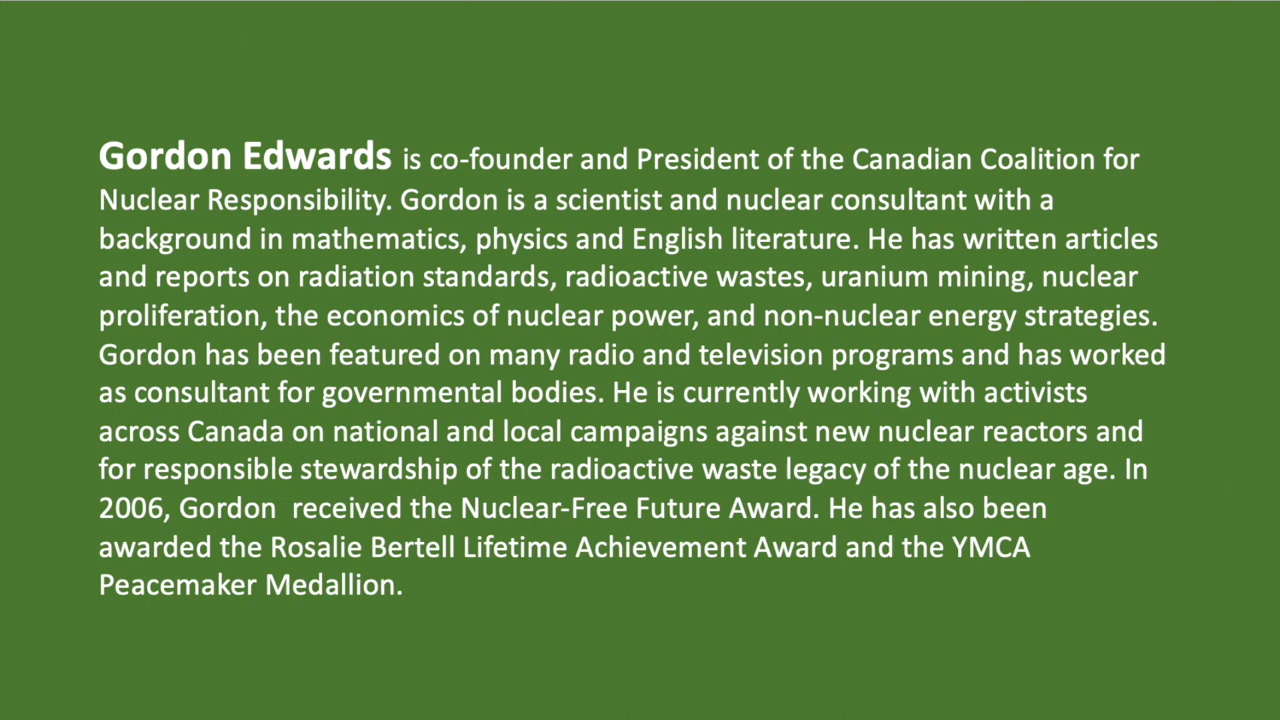 Gordon Edwards is co-founder and President of the Canadian Coalition for
Nuclear Responsibility. Gordon is a scientist and nuclear consultant with a
background in mathematics, physics and English literature. He has written articles
and reports on radiation standards, radioactive wastes, uranium mining, nuclear
proliferation, the economics of nuclear power, and non-nuclear energy strategies.
Gordon has been featured on many radio and television programs and has worked
as consultant for governmental bodies. He is currently working with activists
across Canada on national and local campaigns against new nuclear reactors and
for responsible stewardship of the radioactive waste legacy of the nuclear age. In
2006, Gordon  received the Nuclear-Free Future Award. He has also been
awarded the Rosalie Bertell Lifetime Achievement Award and the YMCA
Peacemaker Medallion.